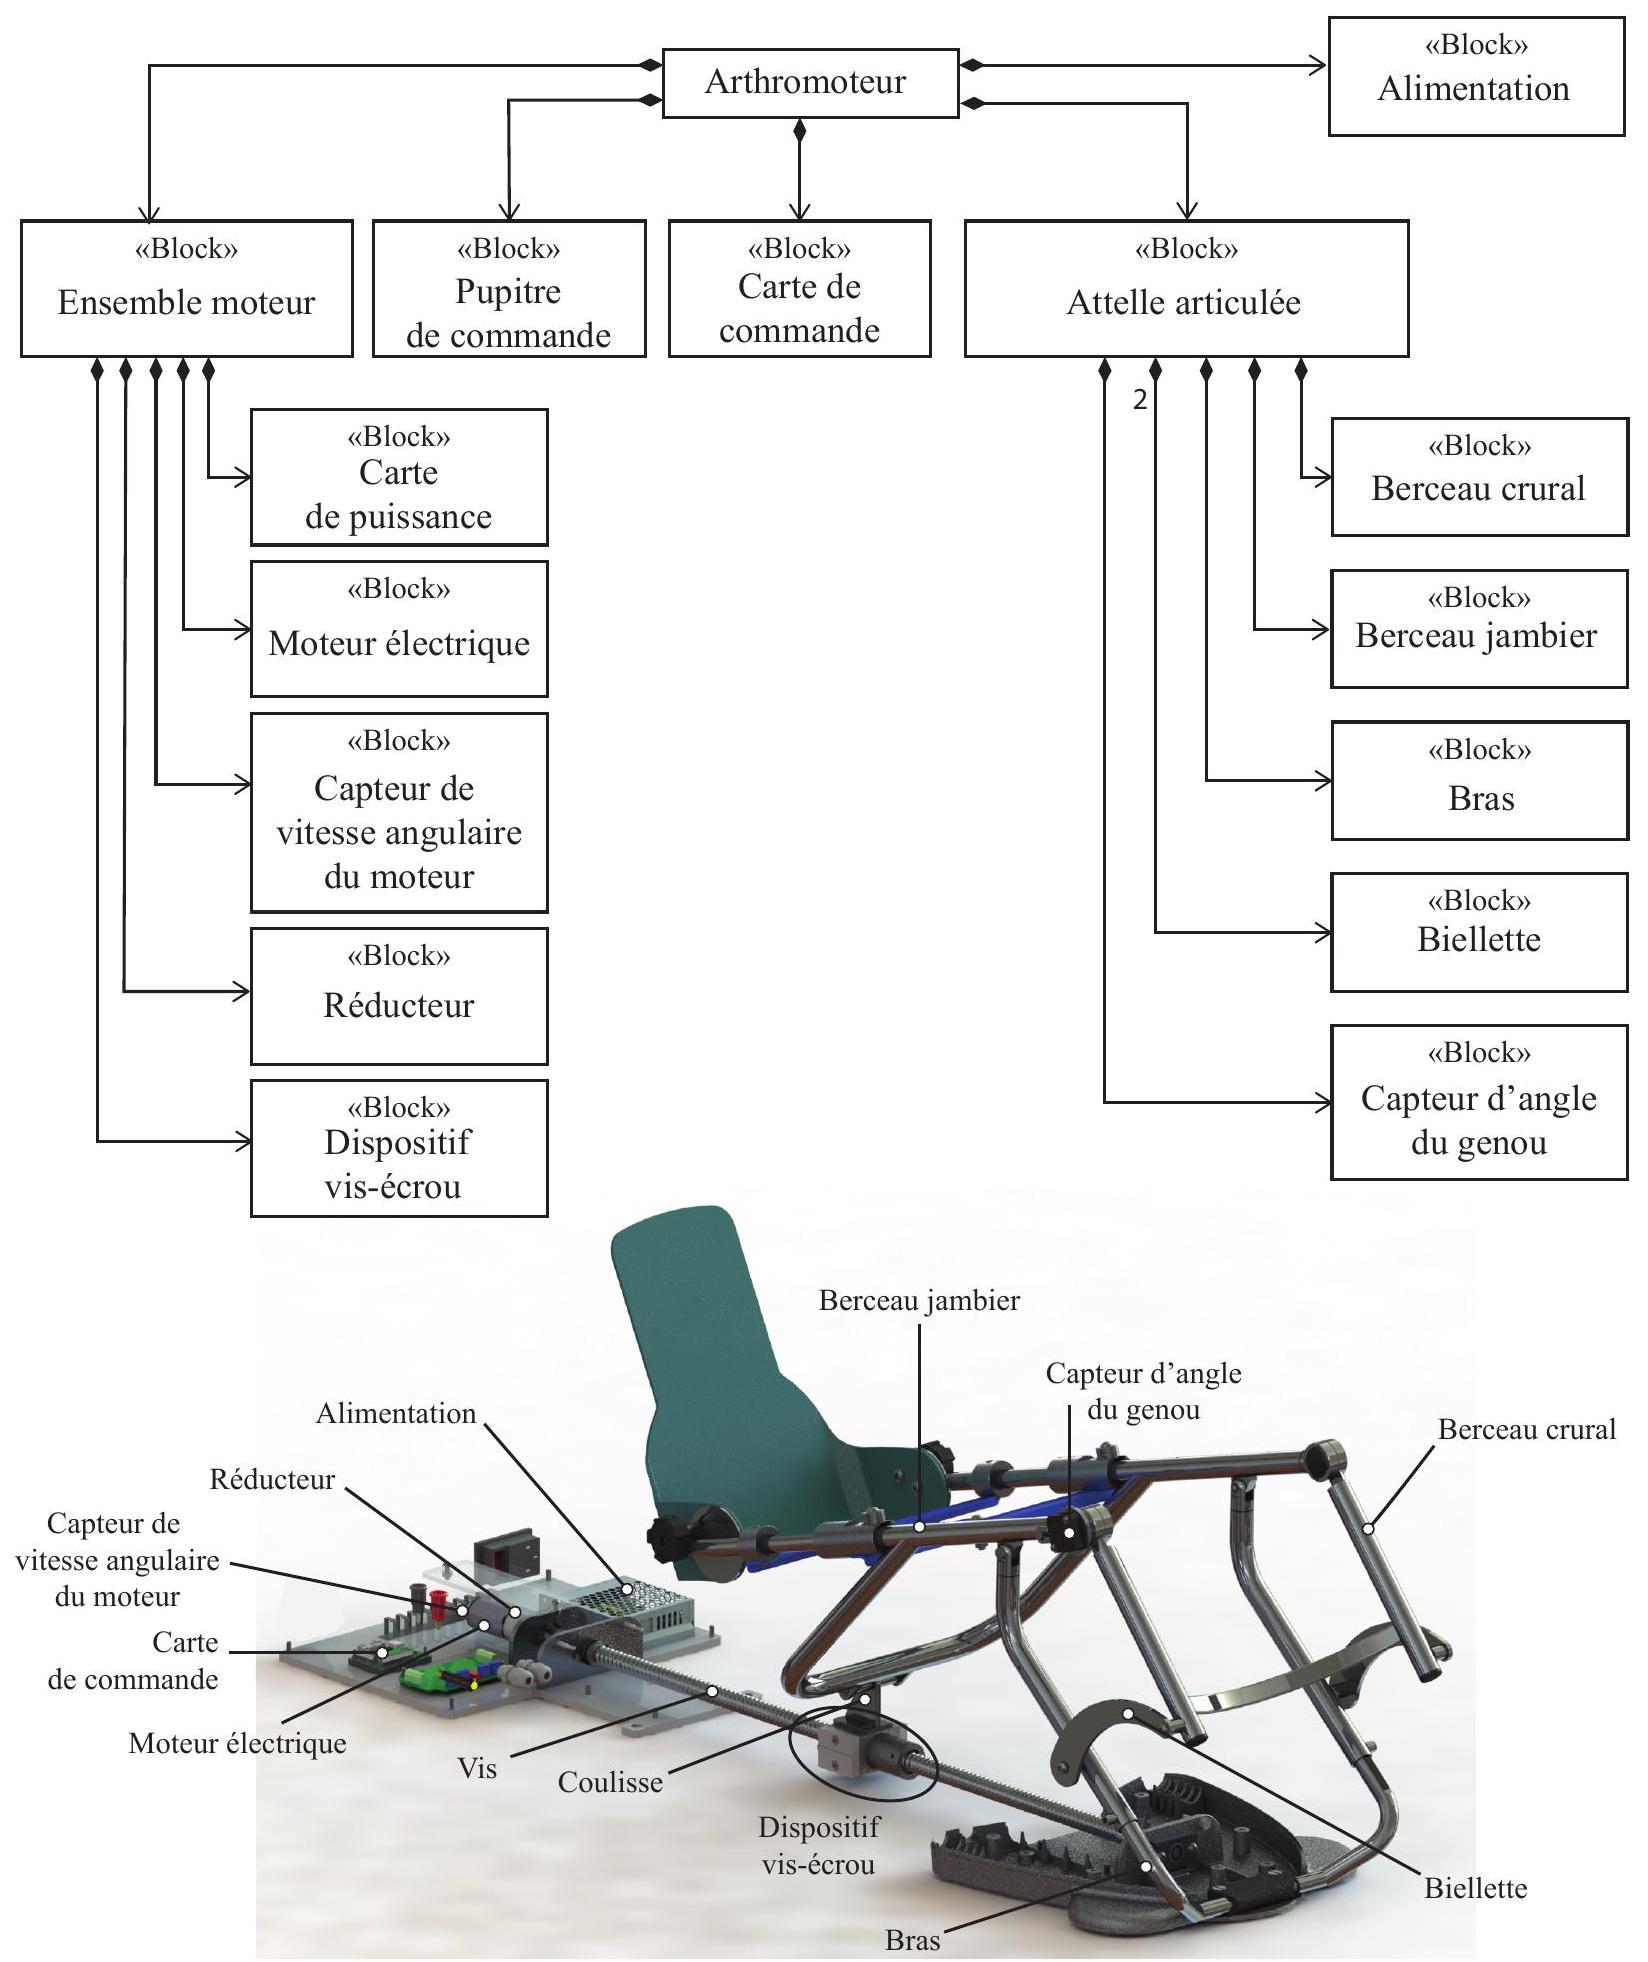 Arthromoteur
«Block»
Alimentation
«Block»
Ensemble moteur
«Block»
Pupitre
de commande
«Block»
Carte de
commande
«Block»
Attelle articulée
2
«Block»
Carte
de puissance
«Block»
Moteur électrique
«Block»
Capteur de
vitesse angulaire
du moteur
«Block»
Réducteur
«Block»
Dispositif
vis-écrou
«Block»
Berceau crural
«Block»
Berceau jambier
«Block»
Bras
«Block»
Biellette
«Block»
Capteur d’angle
du genou
Berceau jambier
Capteur d’angle
du genou
Berceau crural
Alimentation
Réducteur
Capteur de
vitesse angulaire
du moteur
Carte
de commande
Moteur électrique
Vis
Coulisse
Dispositif
vis-écrou
Bras
Biellette